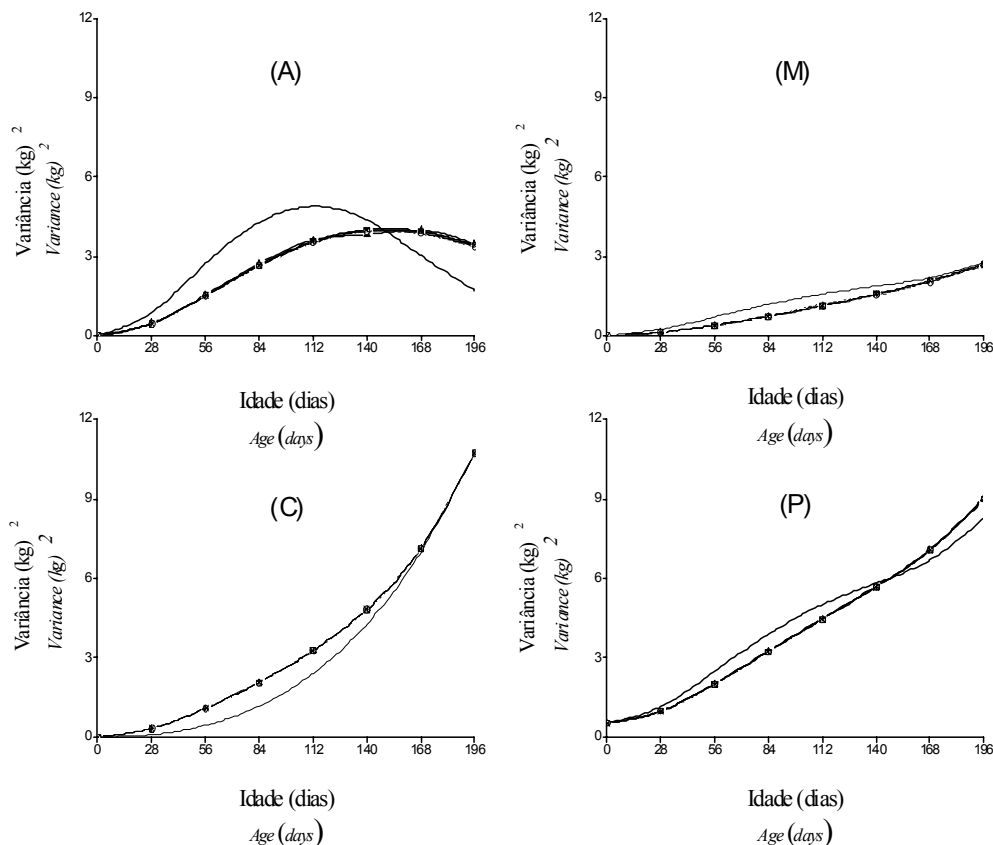 12
9
6
3
0
(A)
Variância (kg) 2
Variance (kg) 2
0 28 56 84 112 140 168 196
Idade (dias)
Age (days)
12
9
6
3
0
(M)
Variância (kg) 2
Variance (kg) 2
0 28 56 84 112 140 168 196
Idade (dias)
Age (days)
12
9
6
3
0
(C)
Variância (kg) 2
Variance (kg) 2
0 28 56 84 112 140 168 196
Idade (dias)
Age (days)
12
9
6
3
0
(P)
Variância (kg) 2
Variance (kg) 2
0 28 56 84 112 140 168 196
Idade (dias)
Age (days)